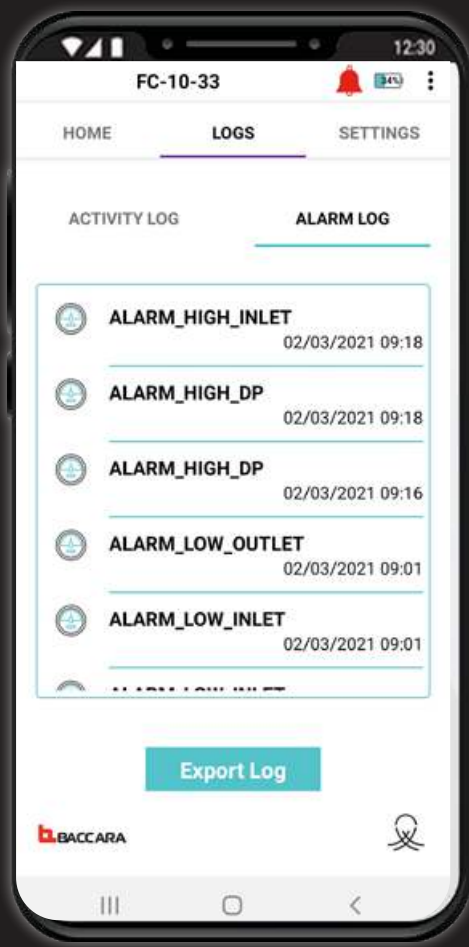 12:30
FC-10-33
34%
HOME LOGS SETTINGS
ACTIVITY LOG ALARM LOG
ALARM_HIGH_INLET
02/03/2021 09:18
ALARM_HIGH_DP
02/03/2021 09:18
ALARM_HIGH_DP
02/03/2021 09:16
ALARM_LOW_OUTLET
02/03/2021 09:01
ALARM_LOW_INLET
02/03/2021 09:01
ALARM_LOW_INLET
Export Log
BACCARA